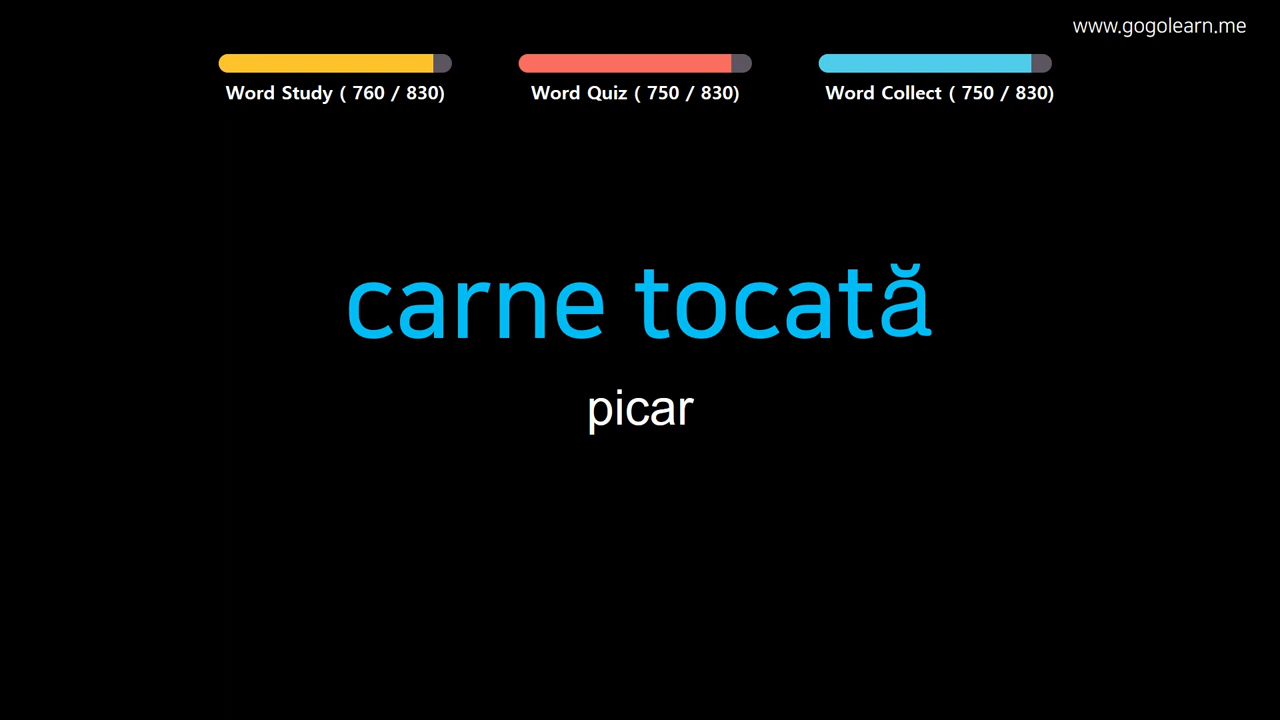 www.gogolearn.me
Word Study ( 760 / 830)
Word Quiz ( 750 / 830)
Word Collect ( 750 / 830)
carne tocată
picar